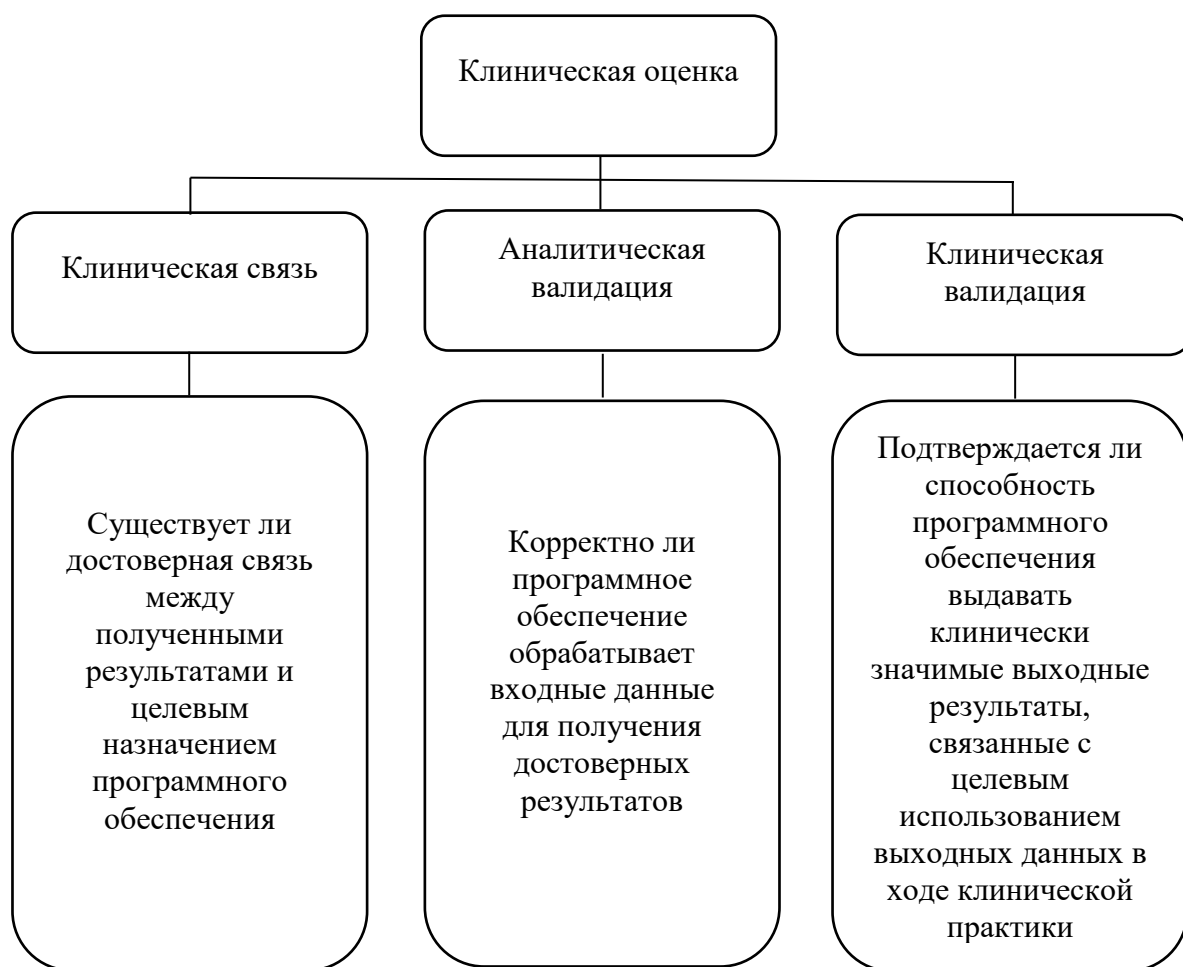 Клиническая оценка
Клиническая связь
Аналитическая
валидация
Клиническая
валидация
Существует ли
достоверная связь
между
полученными
результатами и
целевым
назначением
программного
обеспечения
Корректно ли
программное
обеспечение
обрабатывает
входные данные
для получения
достоверных
результатов
Подтверждается ли
способность
программного
обеспечения
выдавать
клинически
значимые выходные
результаты,
связанные с
целевым
использованием
выходных данных в
ходе клинической
практики